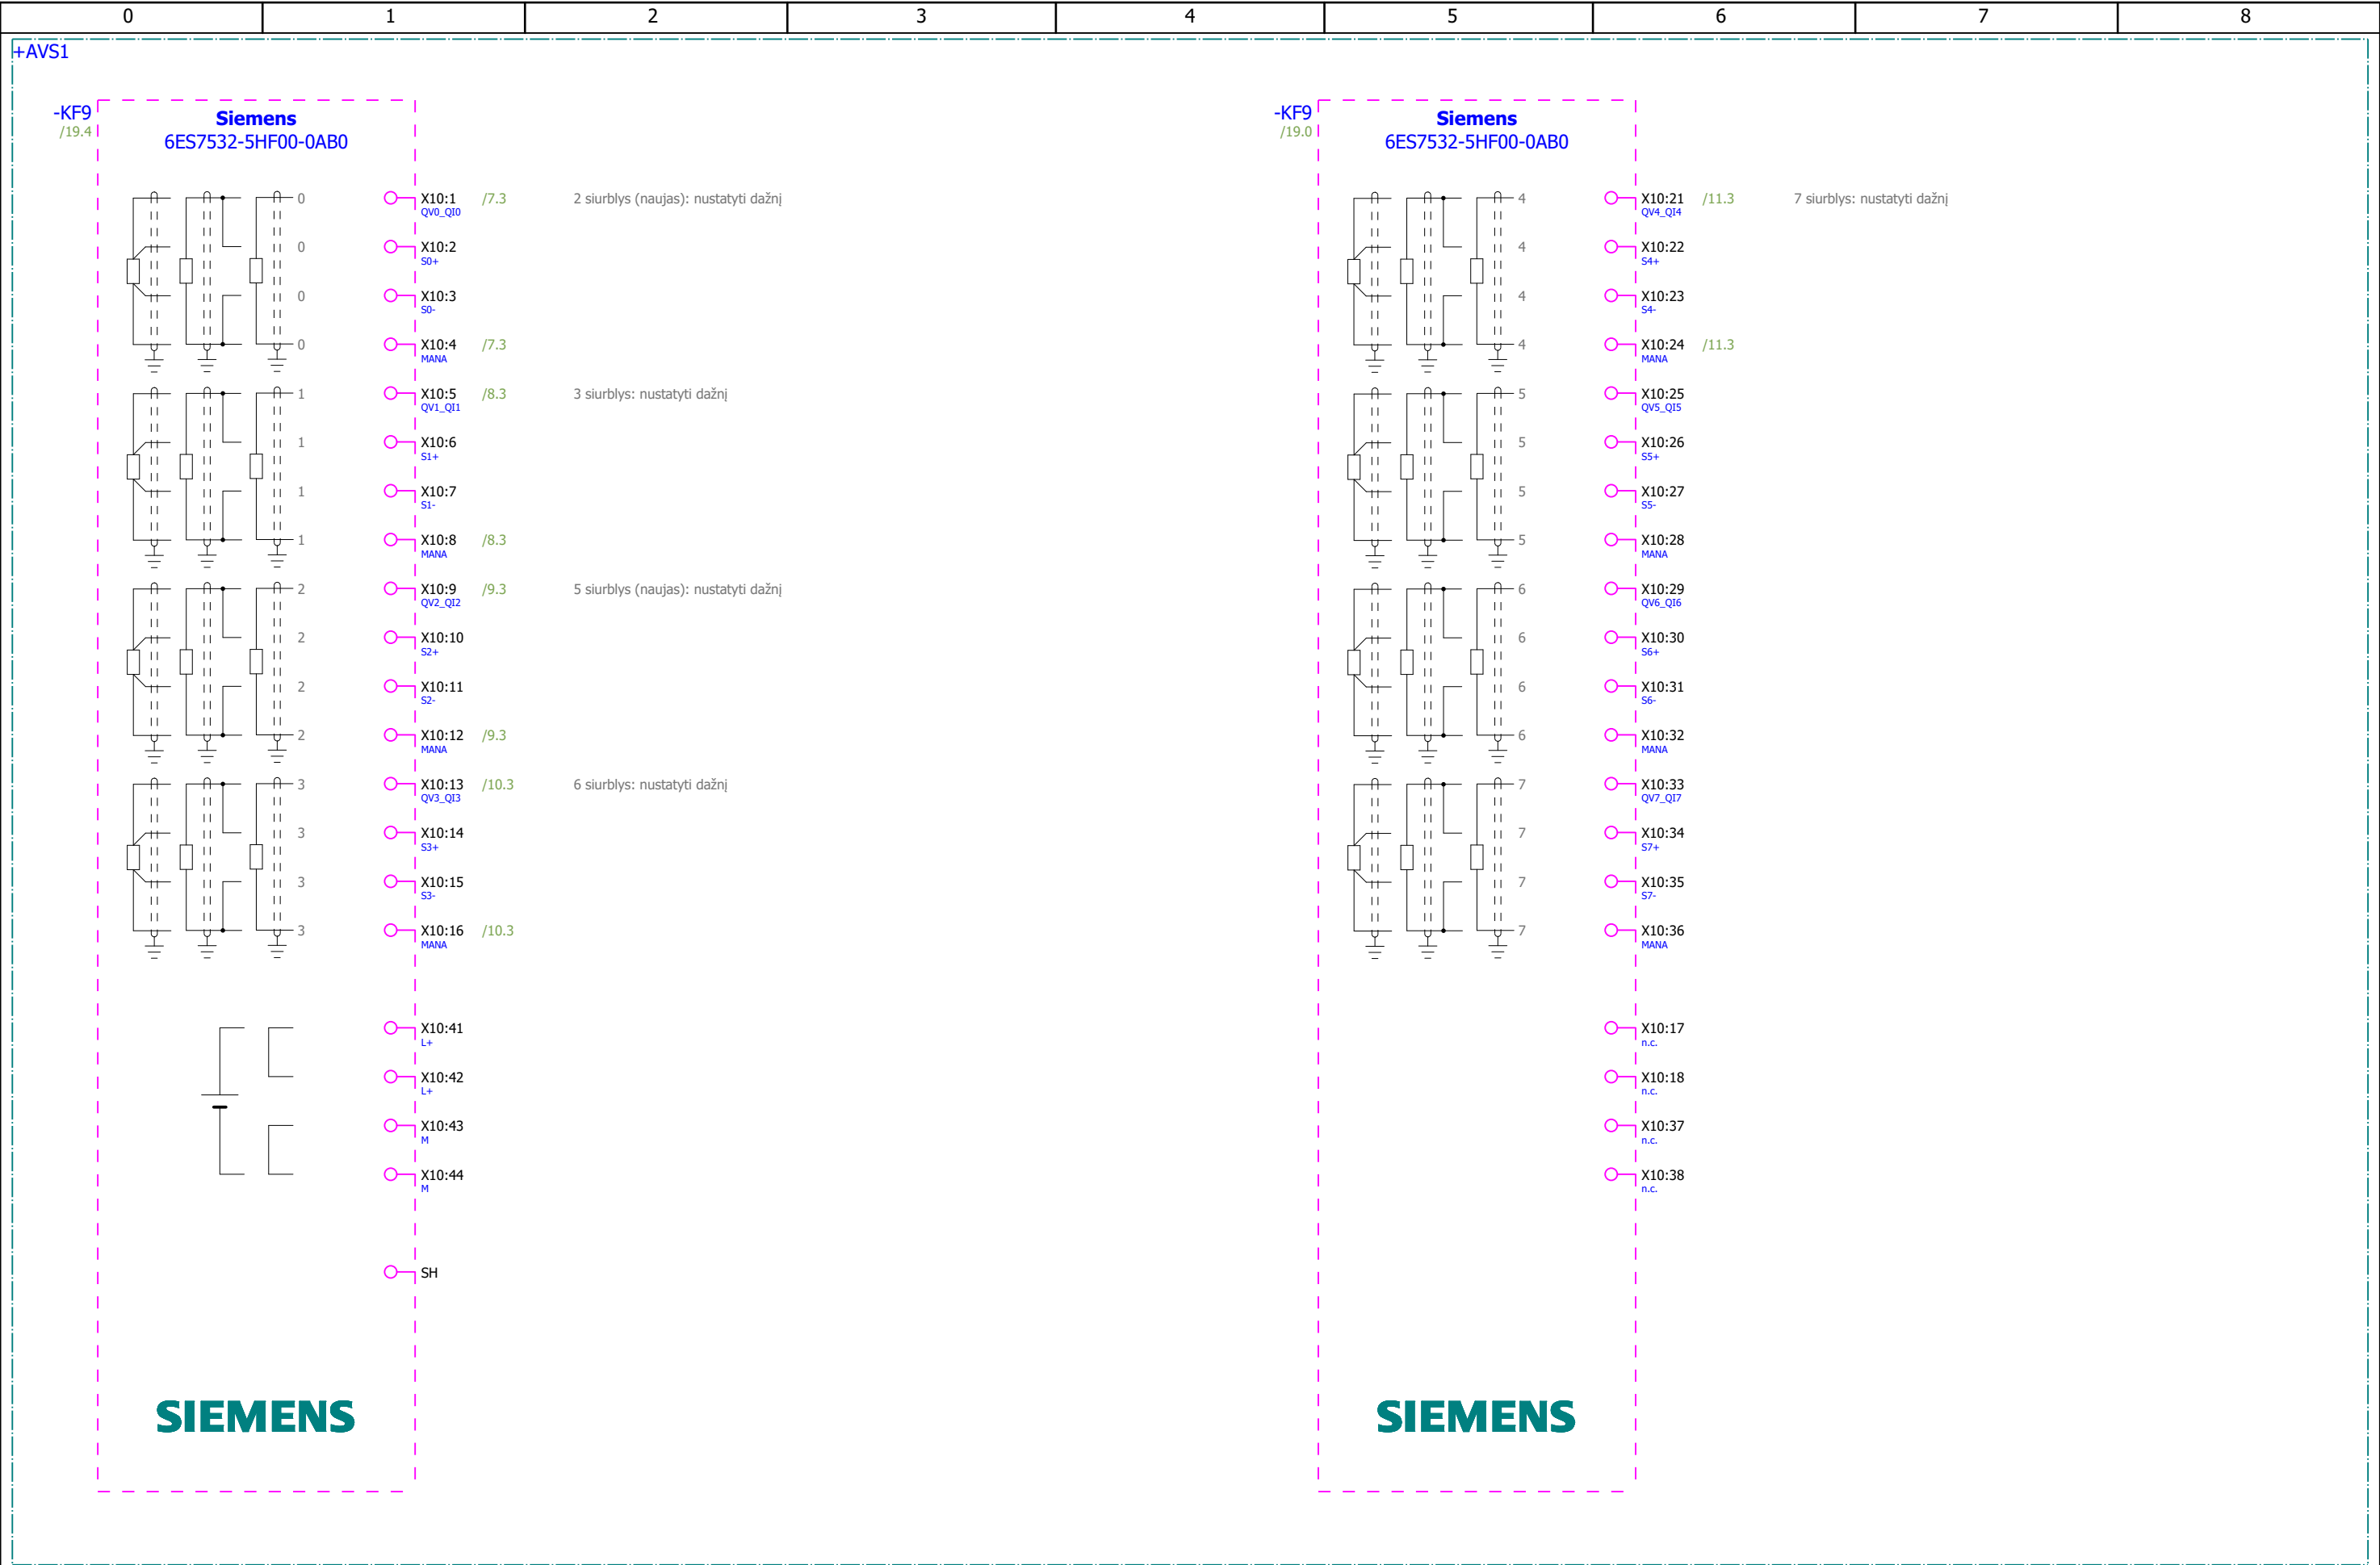 0 1 2 3 4 5 6 7 8
+AVS1
-KF9
/19.4
Siemens
6ES7532-5HF00-0AB0
0 X10:1 /7.3 2 siurblys (naujas): nustatyti dažnį
QV0_QI0
0 X10:2
S0+
0 X10:3
S0-
0 X10:4 /7.3
MANA
1 X10:5 /8.3 3 siurblys: nustatyti dažnį
QV1_QI1
1 X10:6
S1+
1 X10:7
S1-
1 X10:8 /8.3
MANA
2 X10:9 /9.3 5 siurblys (naujas): nustatyti dažnį
QV2_QI2
2 X10:10
S2+
2 X10:11
S2-
2 X10:12 /9.3
MANA
3 X10:13 /10.3 6 siurblys: nustatyti dažnį
QV3_QI3
3 X10:14
S3+
3 X10:15
S3-
3 X10:16 /10.3
MANA
X10:41
L+
X10:42
L+
X10:43
M
X10:44
M
SH
SIEMENS
-KF9
/19.0
Siemens
6ES7532-5HF00-0AB0
4 X10:21 /11.3 7 siurblys: nustatyti dažnį
QV4_QI4
4 X10:22
S4+
4 X10:23
S4-
4 X10:24 /11.3
MANA
5 X10:25
QV5_QI5
5 X10:26
S5+
5 X10:27
S5-
5 X10:28
MANA
6 X10:29
QV6_QI6
6 X10:30
S6+
6 X10:31
S6-
6 X10:32
MANA
7 X10:33
QV7_QI7
7 X10:34
S7+
7 X10:35
S7-
7 X10:36
MANA
X10:17
n.c.
X10:18
n.c.
X10:37
n.c.
X10:38
n.c.
SIEMENS